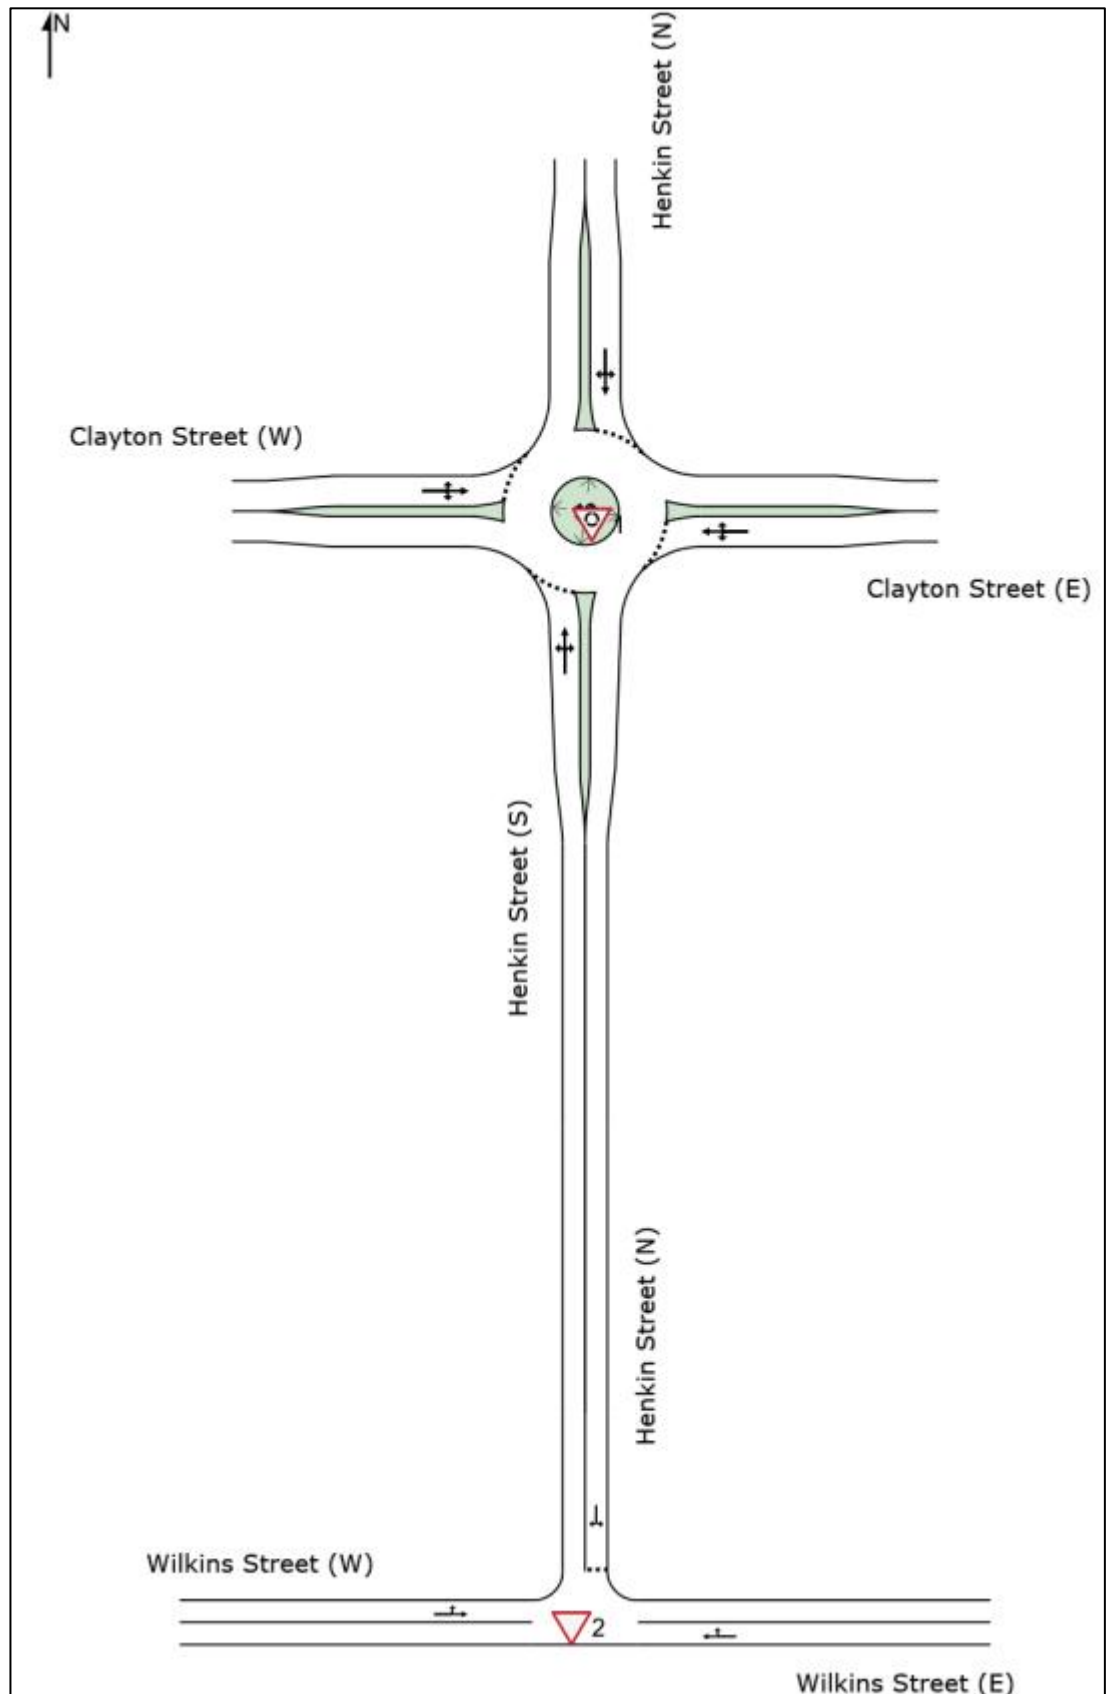 N
Henkin Street (N)
Clayton Street (W)
Clayton Street (E)
Henkin Street (S)
Henkin Street (N)
Wilkins Street (W)
2
Wilkins Street (E)